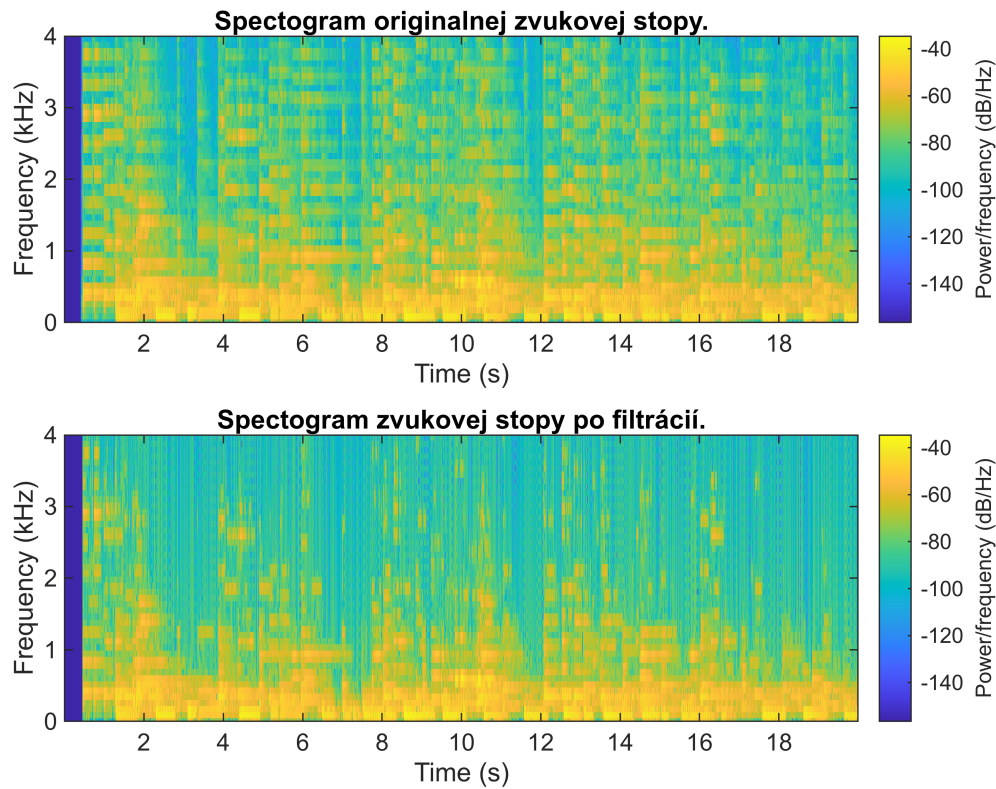 Spectogram originalnej zvukovej stopy.
4
3
2
1
0
Frequency (kHz)
2 4 6 8 10 12 14 16 18
Time (s)
-40
-60
-80
-100
-120
-140
Power/frequency (dB/Hz)
Spectogram zvukovej stopy po filtrácií.
4
3
2
1
0
Frequency (kHz)
2 4 6 8 10 12 14 16 18
Time (s)
-40
-60
-80
-100
-120
-140
Power/frequency (dB/Hz)